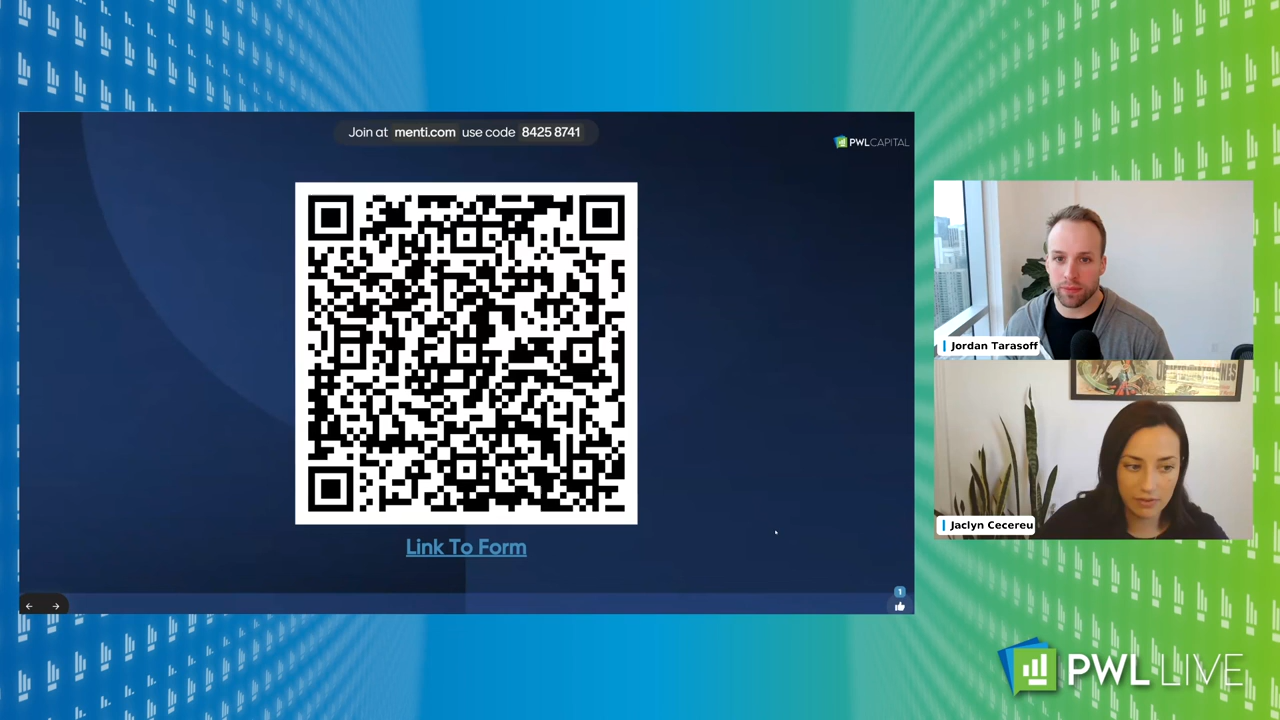 Join at menti.com use code 8425 8741
PWL CAPITAL
Link To Form
1
Jordan Tarasoff
Jaclyn Cecereu
PWL LIVE